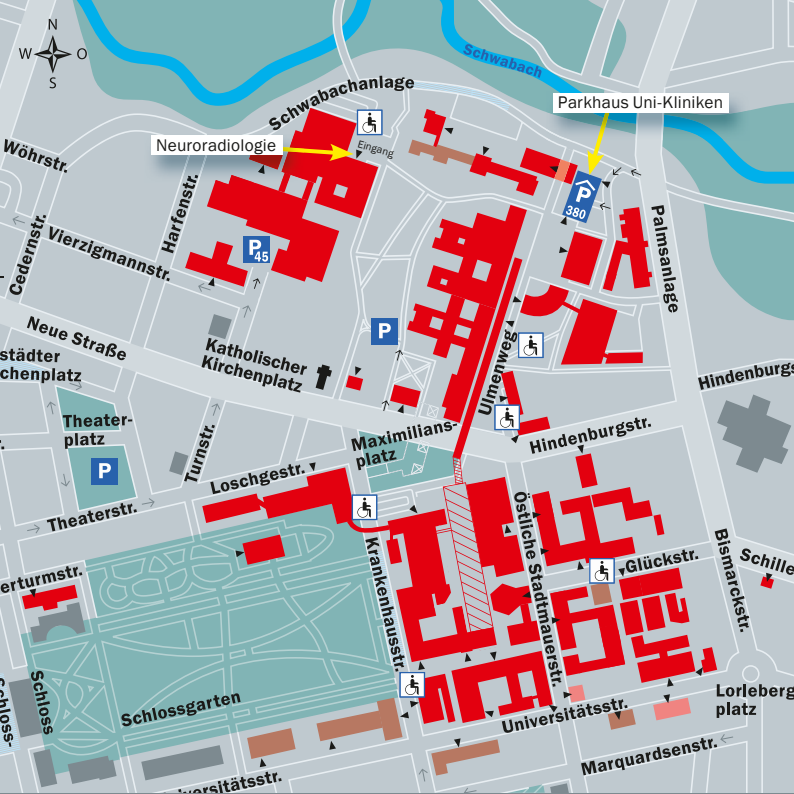 N
W O
S
Schwabach
Schwabachanlage
Parkhaus Uni-Kliniken
Neuroradiologie
Eingang
Wöhrstr.
P
380
Harfenstr.
Cedernstr.
Vierzigmannstr.
P 45
Palmsanlage
Neue Straße
P
Ulmenweg
Katholischer
Kirchenplatz
städter
chenplatz
Hindenburgs
Theater-
platz
Maximilians-
platz
Hindenburgstr.
Turnstr.
P
Loschgestr.
Theaterstr.
Östliche Stadtmauerstr.
Krankenhausstr.
Bismarckstr.
Glückstr.
Schille
erturmstr.
Schloss
Schloss-
Schlossgarten
Lorleberg
platz
Universitätsstr.
Marquardsenstr.
versitätsstr.